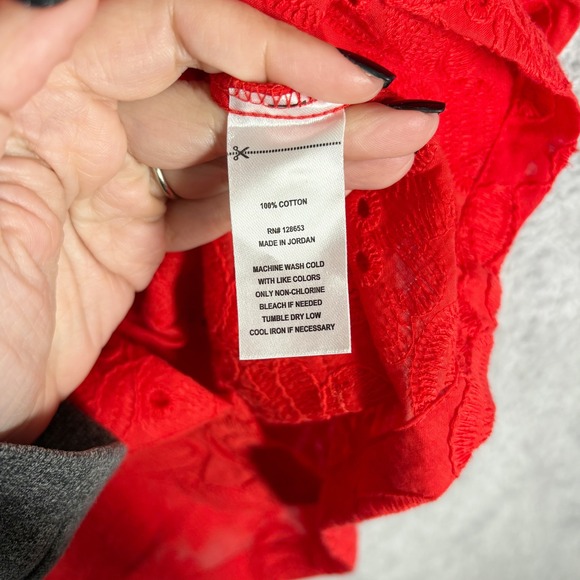 100% COTTON
RN# 128653
MADE IN JORDAN
MACHINE WASH COLD
WITH LIKE COLORS
ONLY NON-CHLORINE
BLEACH IF NEEDED
TUMBLE DRY LOW
COOL IRON IF NECESSARY